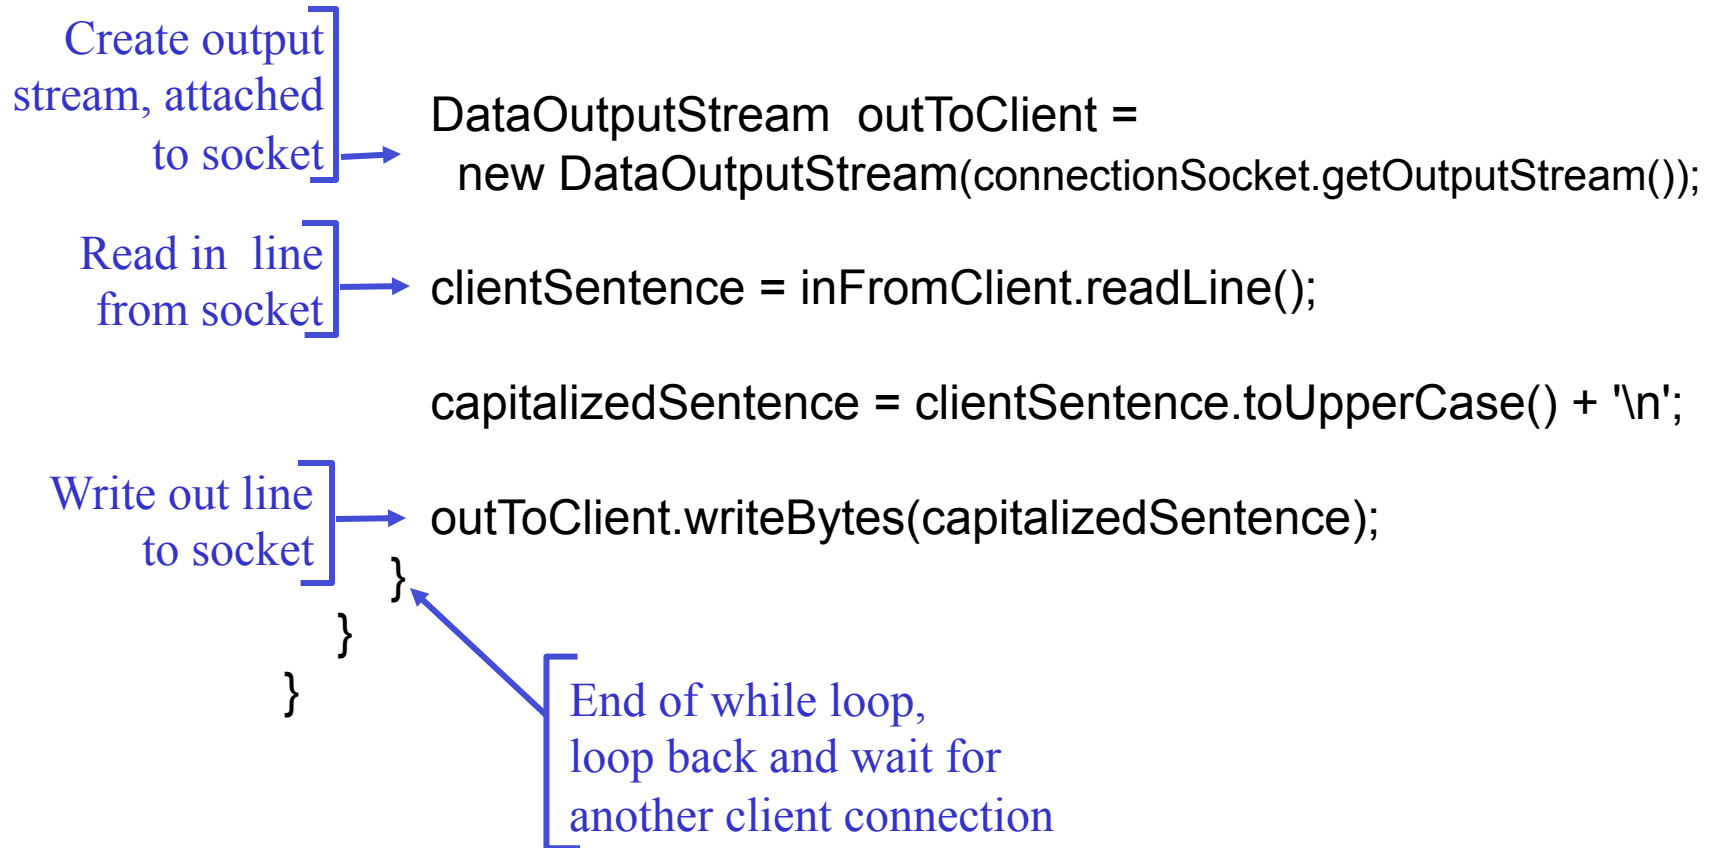 Create output
stream, attached
to socket
DataOutputStream  outToClient =
new DataOutputStream(connectionSocket.getOutputStream());
Read in  line
from socket
clientSentence = inFromClient.readLine();
capitalizedSentence = clientSentence.toUpperCase() + '\n';
Write out line
to socket
outToClient.writeBytes(capitalizedSentence);
}
}
}
End of while loop,
loop back and wait for
another client connection